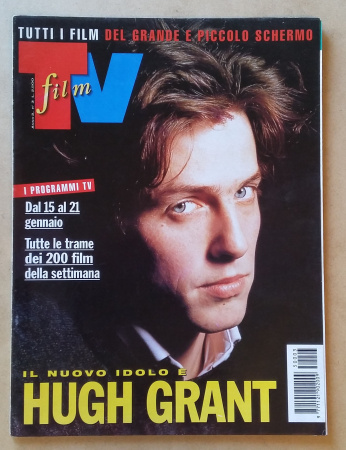 TUTTI I FILM DEL GRANDE E PICCOLO SCHERMO
TV
film
I PROGRAMMI TV
Dal 15 al 21
gennaio
Tutte le trame
dei 200 film
della settimana
IL NUOVO IDOLO È
HUGH GRANT